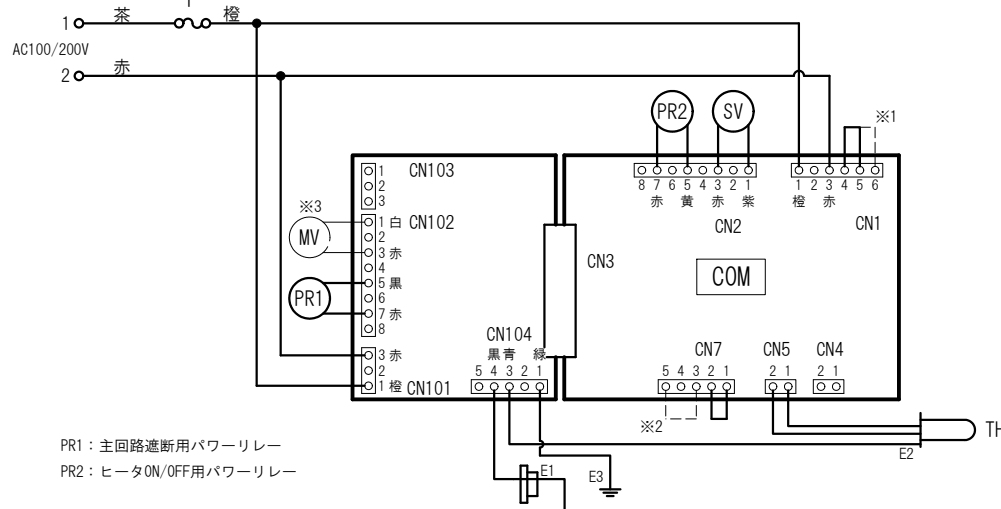 F
1 茶 橙
AC100/200V
2 赤
PR2 SV ※1
8 7 6 5 4 3 2 1
赤 黄 赤 紫
CN2
1 2 3 4 5 6
橙 赤
CN1
1 CN103
2
3
※3
MV
1 白 CN102
2
3 赤
4
PR1
5 黒
6
7 赤
8
3 赤
2
1 橙 CN101
CN104
黒 青 緑
5 4 3 2 1
CN3
COM
CN7
5 4 3 2 1
※2
CN5
2 1
CN4
2 1
TH
E2
E1
E3
PR1：主回路遮断用パワーリレー
PR2：ヒータON/OFF用パワーリレー